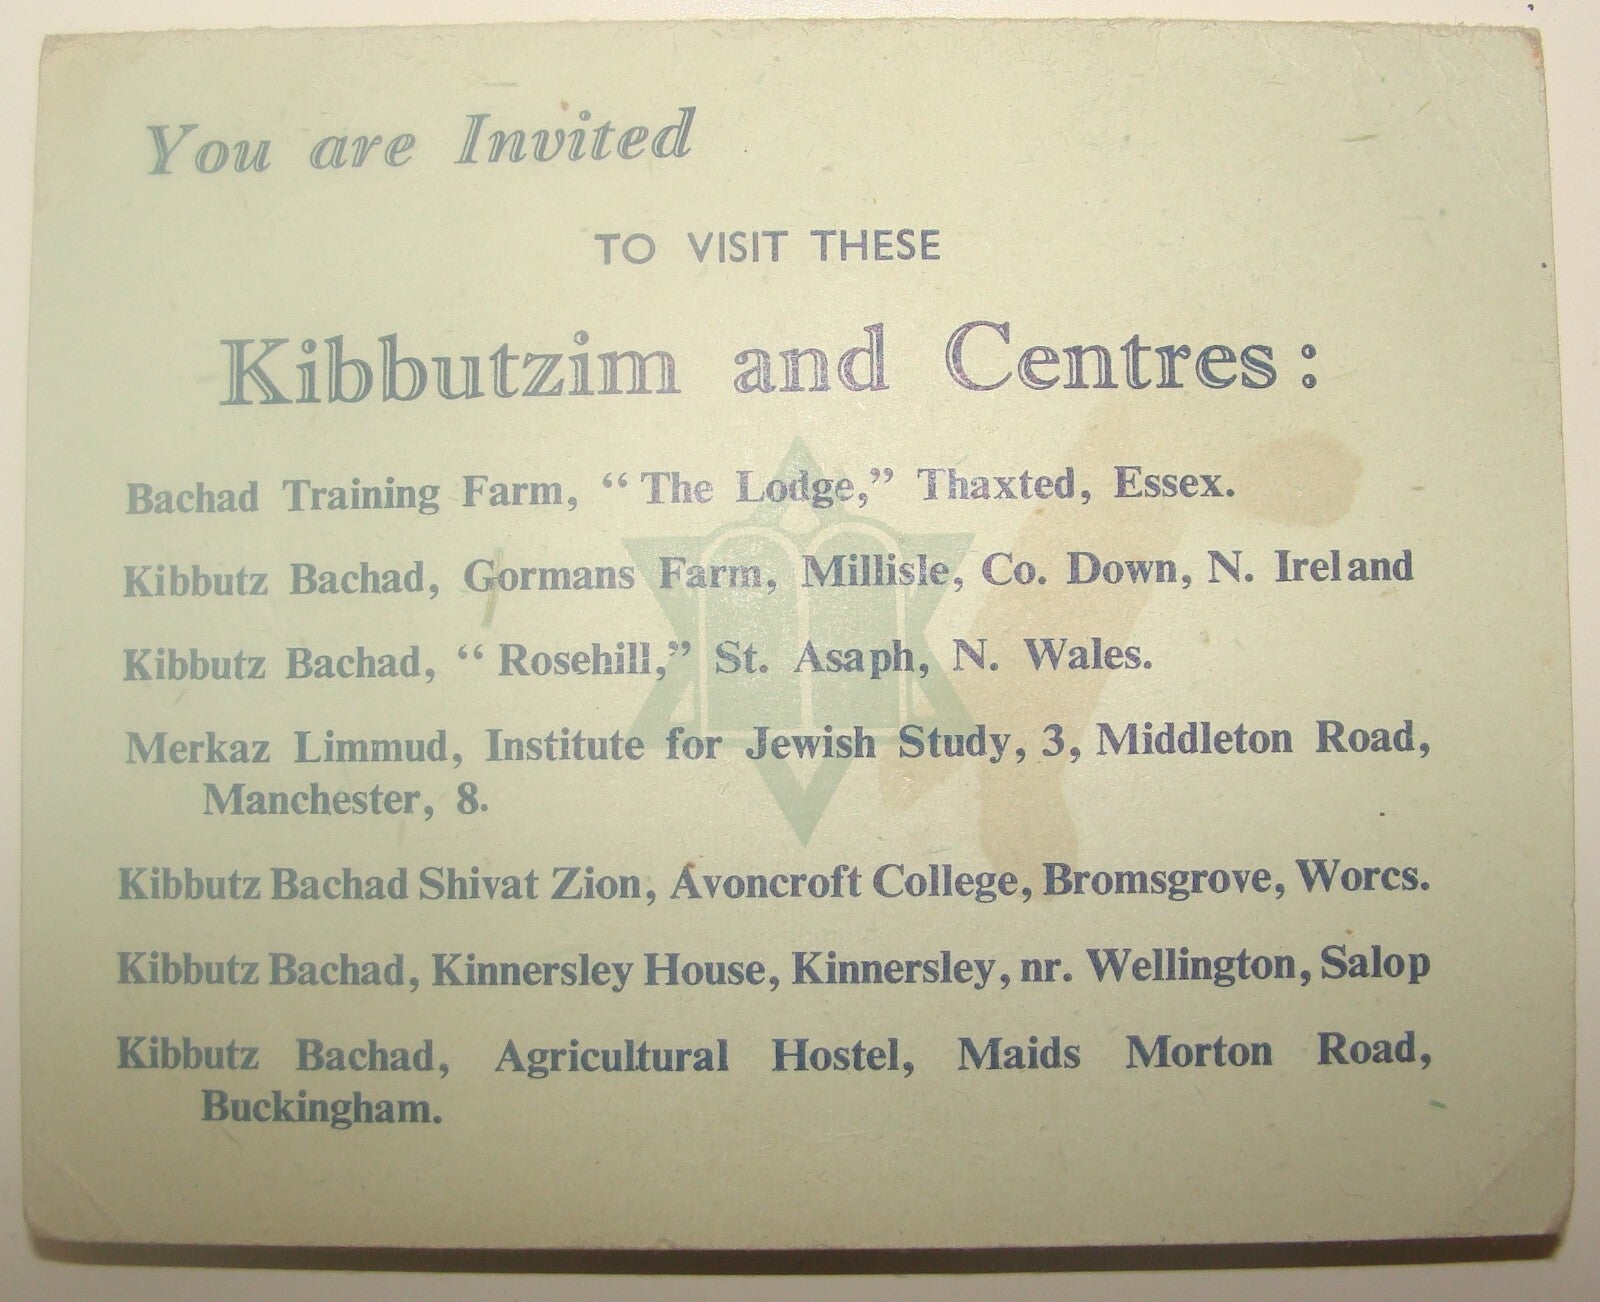 You are Invited
TO VISIT THESE
Kibbutzim and Centres:
Bachad Training Farm, “The Lodge,” Thaxted, Essex.
Kibbutz Bachad, Gormans Farm, Millisle, Co. Down, N. Ireland
Kibbutz Bachad, “Rosehill,” St. Asaph, N. Wales.
Merkaz Limmud, Institute for Jewish Study, 3, Middleton Road,
Manchester, 8.
Kibbutz Bachad Shivat Zion, Avoncroft College, Bromsgrove, Worcs.
Kibbutz Bachad, Kinnersley House, Kinnersley, nr. Wellington, Salop
Kibbutz Bachad, Agricultural Hostel, Maids Morton Road,
Buckingham.